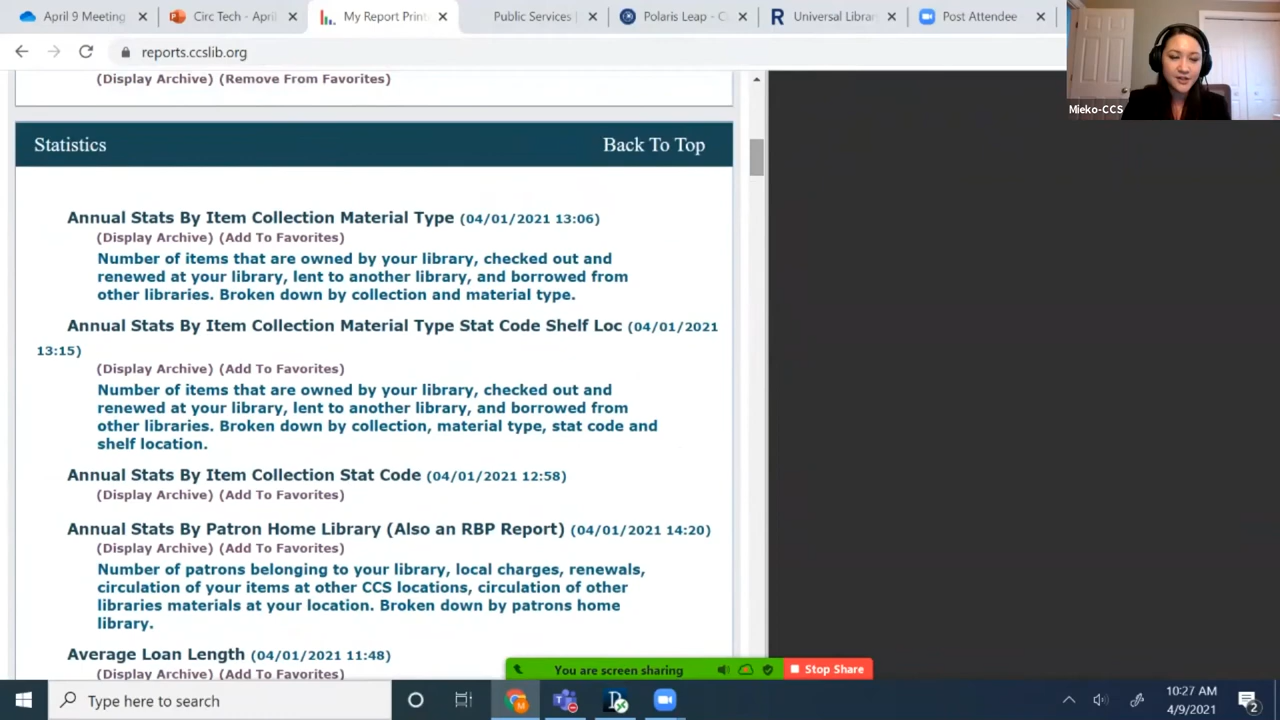 April 9 Meeting
Circ Tech - April
My Report Print
Public Services
Polaris Leap - C
Universal Librar
Post Attendee
reports.ccslib.org
Mieko-CCS
(Display Archive) (Remove From Favorites)
Statistics
Back To Top
Annual Stats By Item Collection Material Type (04/01/2021 13:06)
(Display Archive) (Add To Favorites)
Number of items that are owned by your library, checked out and
renewed at your library, lent to another library, and borrowed from
other libraries. Broken down by collection and material type.
Annual Stats By Item Collection Material Type Stat Code Shelf Loc (04/01/2021
13:15)
(Display Archive) (Add To Favorites)
Number of items that are owned by your library, checked out and
renewed at your library, lent to another library, and borrowed from
other libraries. Broken down by collection, material type, stat code and
shelf location.
Annual Stats By Item Collection Stat Code (04/01/2021 12:58)
(Display Archive) (Add To Favorites)
Annual Stats By Patron Home Library (Also an RBP Report) (04/01/2021 14:20)
(Display Archive) (Add To Favorites)
Number of patrons belonging to your library, local charges, renewals,
circulation of your items at other CCS locations, circulation of other
libraries materials at your location. Broken down by patrons home
library.
Average Loan Length (04/01/2021 11:48)
(Display Archive) (Add To Favorites)
You are screen sharing
Stop Share
Type here to search
10:27 AM
4/9/2021
2